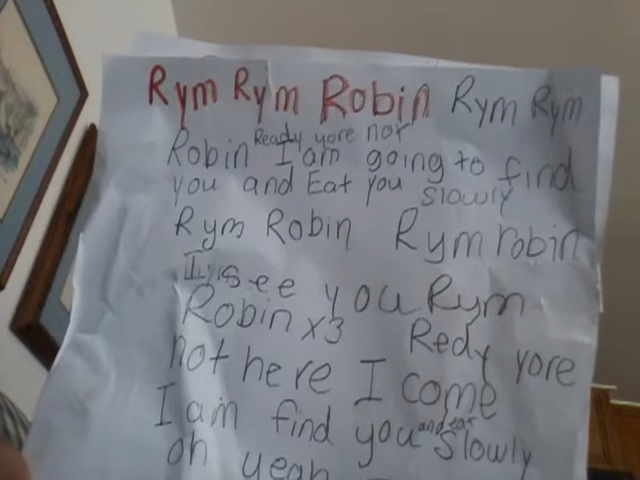 Rym Rym Robin Rym Rym
Ready yore nor
Robin I am going to find
you and Eat you slowly
Rym Robin Rym robin
I see you Rym
Robin x3 Redy yore
not here I come
I am find you and eat slowly
oh yeah